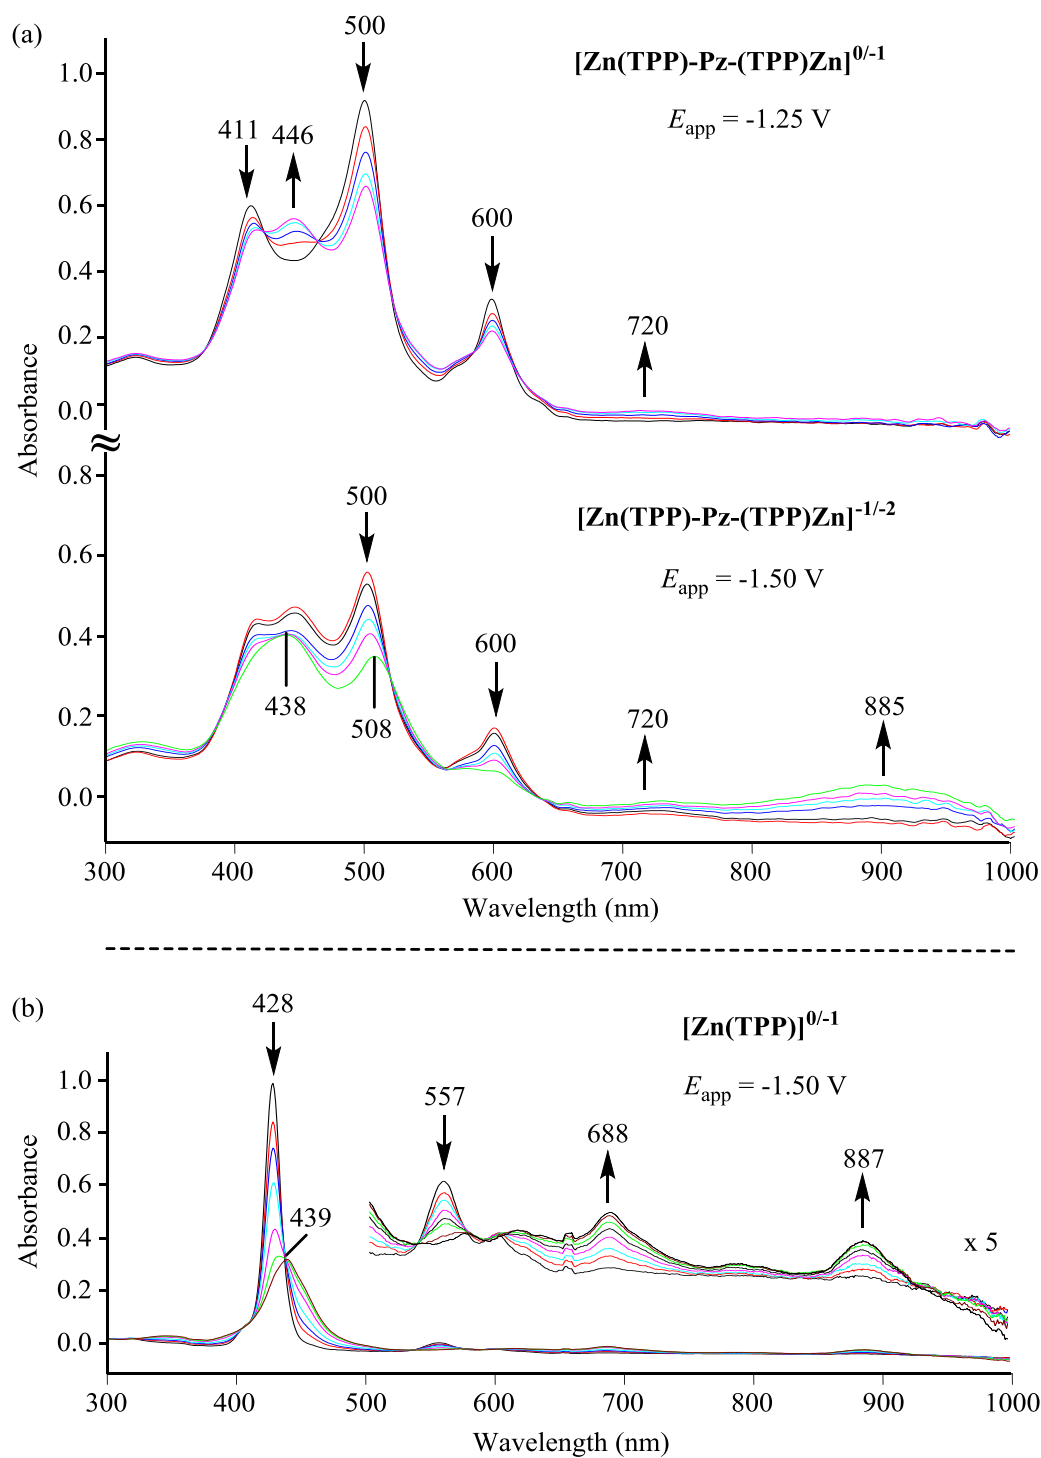 (a)
500
[Zn(TPP)-Pz-(TPP)Zn]0/-1
1.0
Eapp = -1.25 V
411
446
0.8
0.6
600
0.4
720
0.2
0.0
Absorbance
≈
0.8
500
[Zn(TPP)-Pz-(TPP)Zn]-1/-2
0.6
Eapp = -1.50 V
0.4
600
438
508
720
885
0.2
0.0
300 400 500 600 700 800 900 1000
Wavelength (nm)
(b)
428
[Zn(TPP)]0/-1
1.0
557
Eapp = -1.50 V
0.8
688
887
0.6
439
0.4
x 5
0.2
0.0
Absorbance
300 400 500 600 700 800 900 1000
Wavelength (nm)